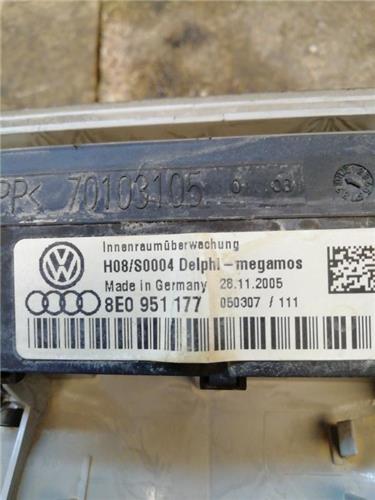 PP< 70103105
Innenraumüberwachung
H08/S0004 Delphi-megamos
Made in Germany 28.11.2005
8E0 951 177 050307 / 111